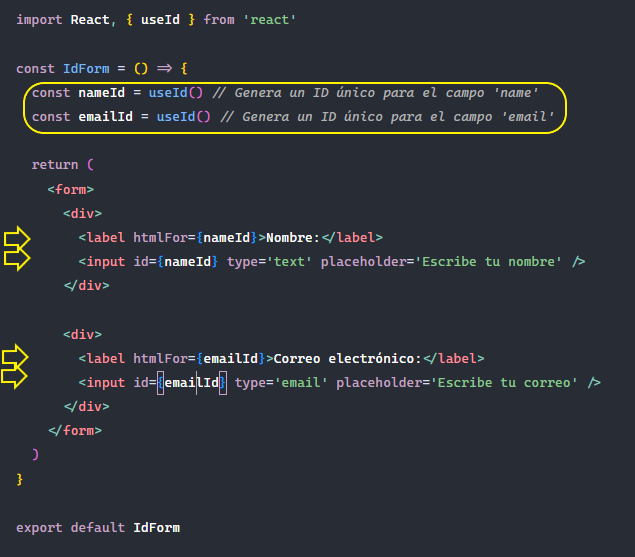 import React, { useId } from 'react'
const IdForm = () => {
const nameId = useId() // Genera un ID único para el campo 'name'
const emailId = useId() // Genera un ID único para el campo 'email'
return (
<form>
<div>
<label htmlFor={nameId}>Nombre:</label>
<input id={nameId} type='text' placeholder='Escribe tu nombre' />
</div>
<div>
<label htmlFor={emailId}>Correo electrónico:</label>
<input id={emailId} type='email' placeholder='Escribe tu correo' />
</div>
</form>
)
}
export default IdForm